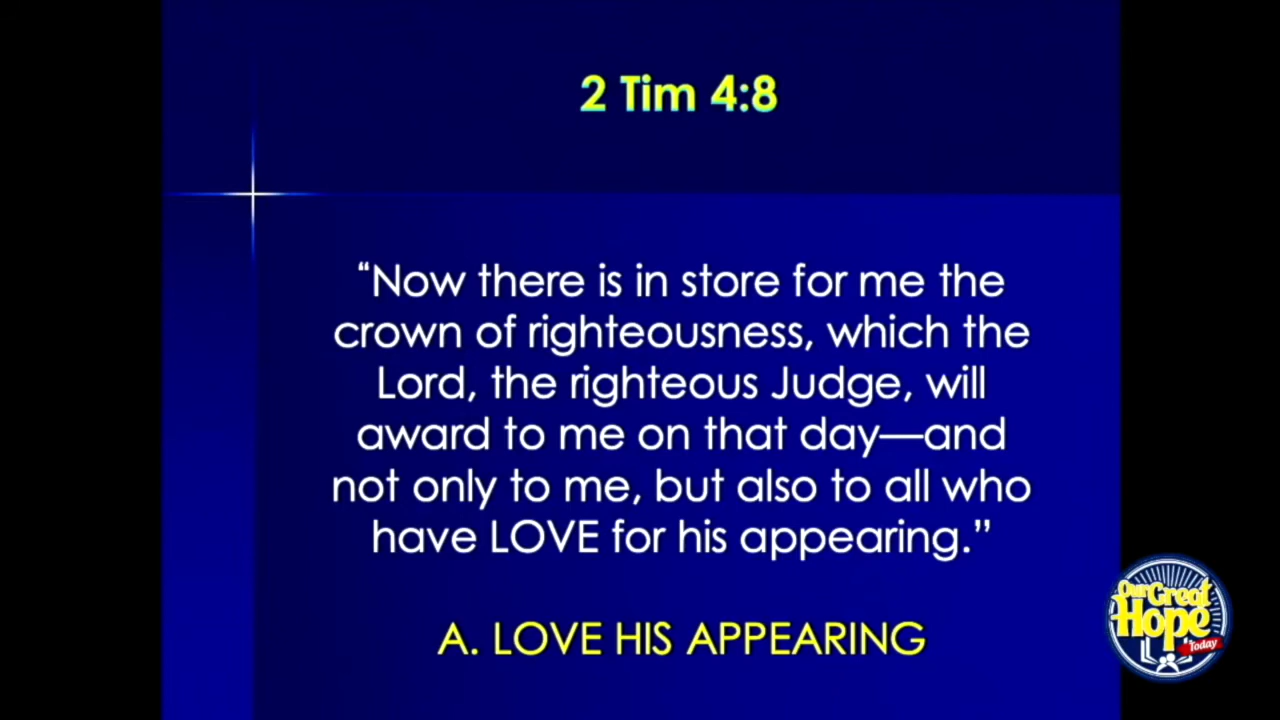 2 Tim 4:8
“Now there is in store for me the
crown of righteousness, which the
Lord, the righteous Judge, will
award to me on that day—and
not only to me, but also to all who
have LOVE for his appearing.”
A. LOVE HIS APPEARING
Our Great
Hope
Today